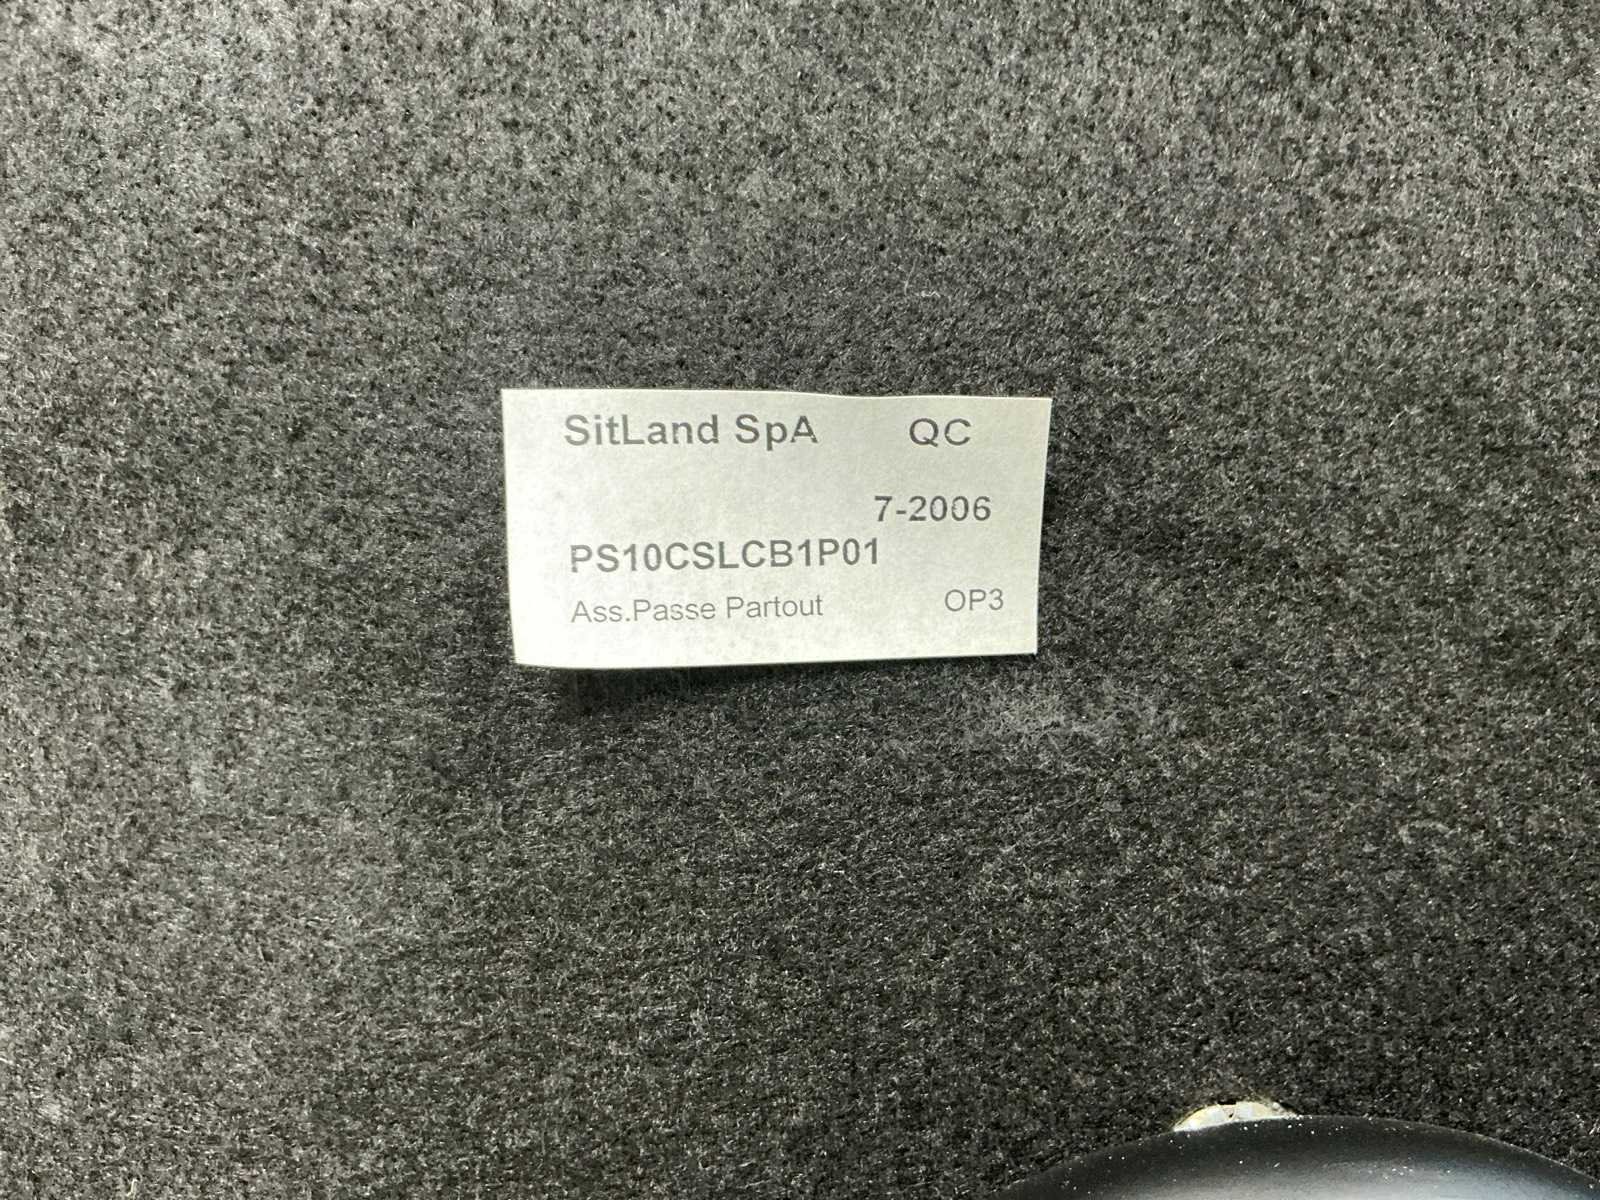 SitLand SpA QC
7-2006
PS10CSLCB1P01
Ass.Passe Partout OP3